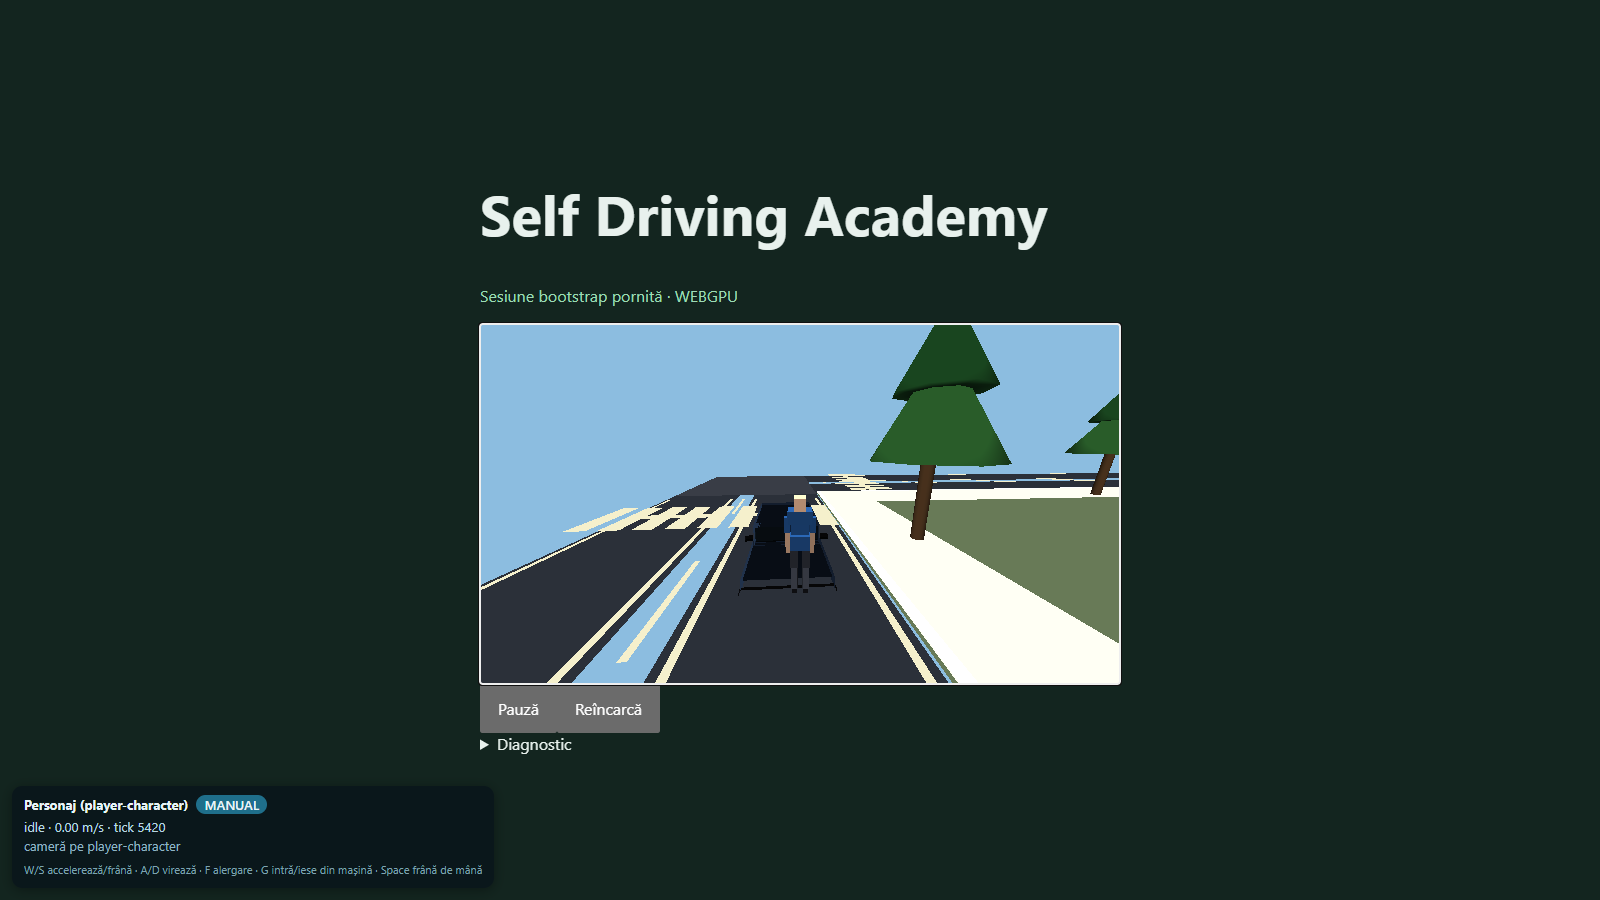 Self Driving Academy
Sesiune bootstrap pornită · WEBGPU
Pauză
Reîncarcă
Diagnostic
Personaj (player-character) MANUAL
idle · 0.00 m/s · tick 5420
cameră pe player-character
W/S accelerează/frână · A/D virează · F alergare · G intră/iese din mașină · Space frână de mână